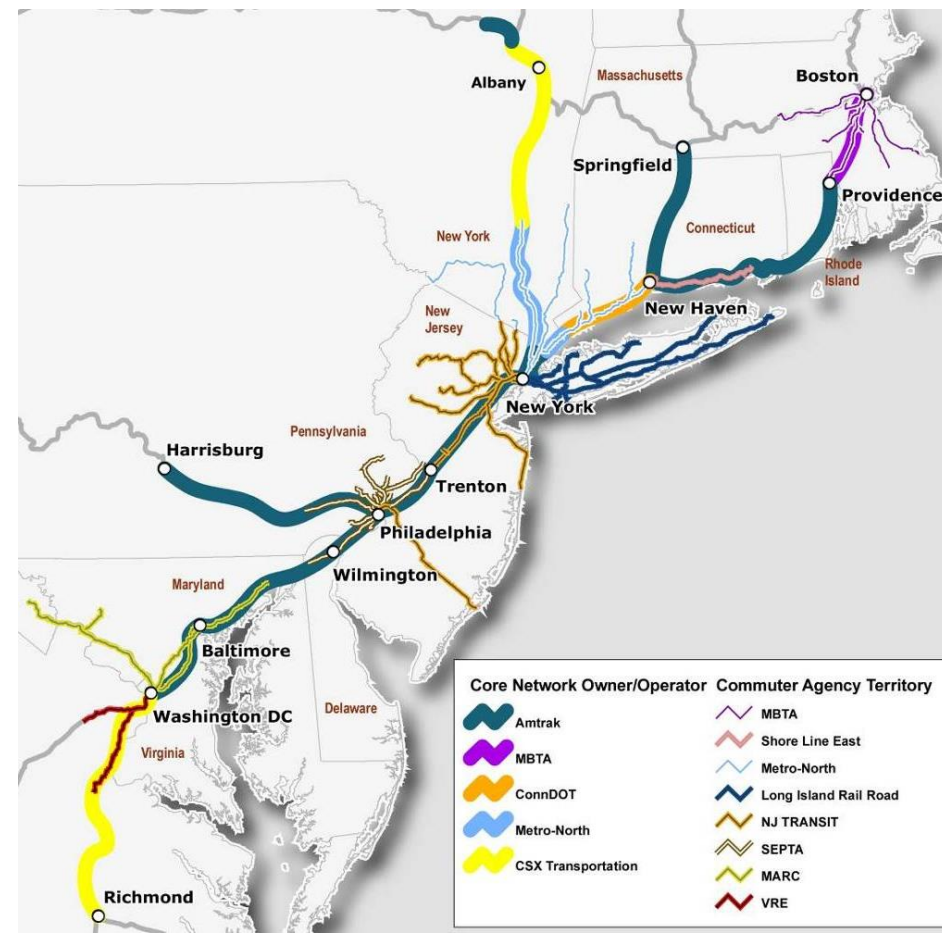 Albany
Massachusetts
Boston
Springfield
Providence
New York
Connecticut
Rhode
Island
New Haven
New
Jersey
New York
Pennsylvania
Harrisburg
Trenton
Philadelphia
Wilmington
Maryland
Baltimore
Washington DC
Delaware
Virginia
Richmond
Core Network Owner/Operator
Amtrak
MBTA
ConnDOT
Metro-North
CSX Transportation
Commuter Agency Territory
MBTA
Shore Line East
Metro-North
Long Island Rail Road
NJ TRANSIT
SEPTA
MARC
VRE